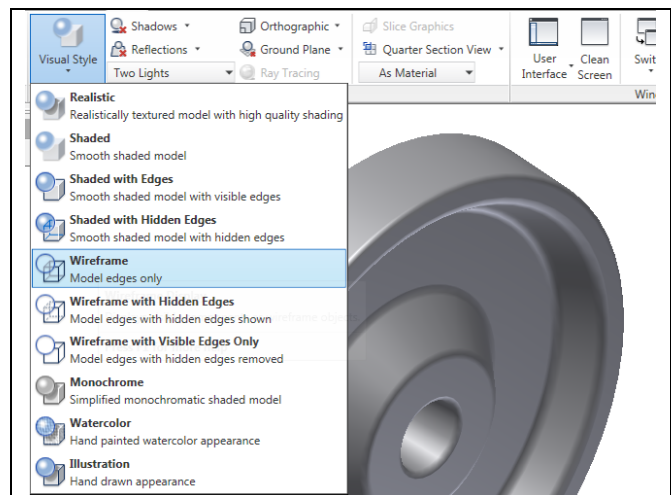 Visual Style
Shadows
Reflections
Two Lights
Orthographic
Ground Plane
Ray Tracing
Slice Graphics
Quarter Section View
As Material
User
Interface
Clean
Screen
Realistic
Realistically textured model with high quality shading
Shaded
Smooth shaded model
Shaded with Edges
Smooth shaded model with visible edges
Shaded with Hidden Edges
Smooth shaded model with hidden edges
Wireframe
Model edges only
Wireframe with Hidden Edges
Model edges with hidden edges shown
Wireframe with Visible Edges Only
Model edges with hidden edges removed
Monochrome
Simplified monochromatic shaded model
Watercolor
Hand painted watercolor appearance
Illustration
Hand drawn appearance